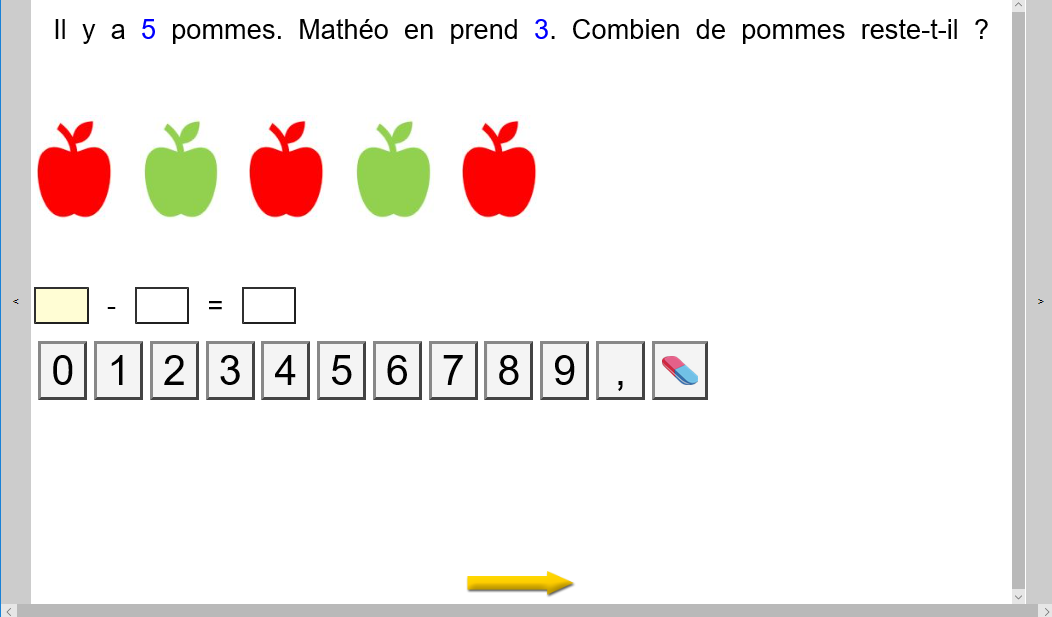 Il y a 5 pommes. Mathéo en prend 3. Combien de pommes reste-t-il ?
< >
- =
0 1 2 3 4 5 6 7 8 9 ,